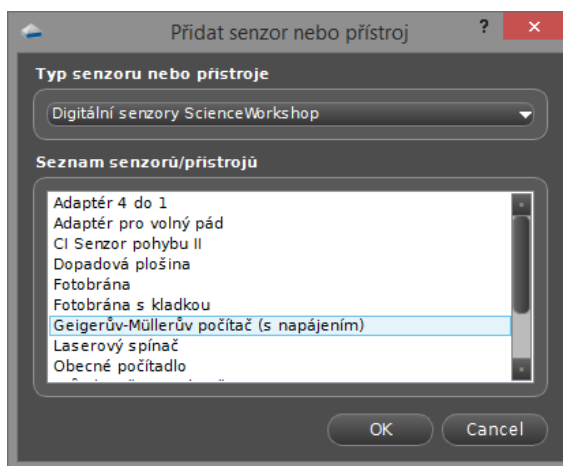 Přidat senzor nebo přístroj ? ×
Typ senzoru nebo přístroje
Digitální senzory ScienceWorkshop
Seznam senzorů/přístrojů
Adaptér 4 do 1
Adaptér pro volný pád
CI Senzor pohybu II
Dopadová plošina
Fotobrána
Fotobrána s kladkou
Geigerův-Müllerův počítač (s napájením)
Laserový spínač
Obecné počítadlo
OK Cancel